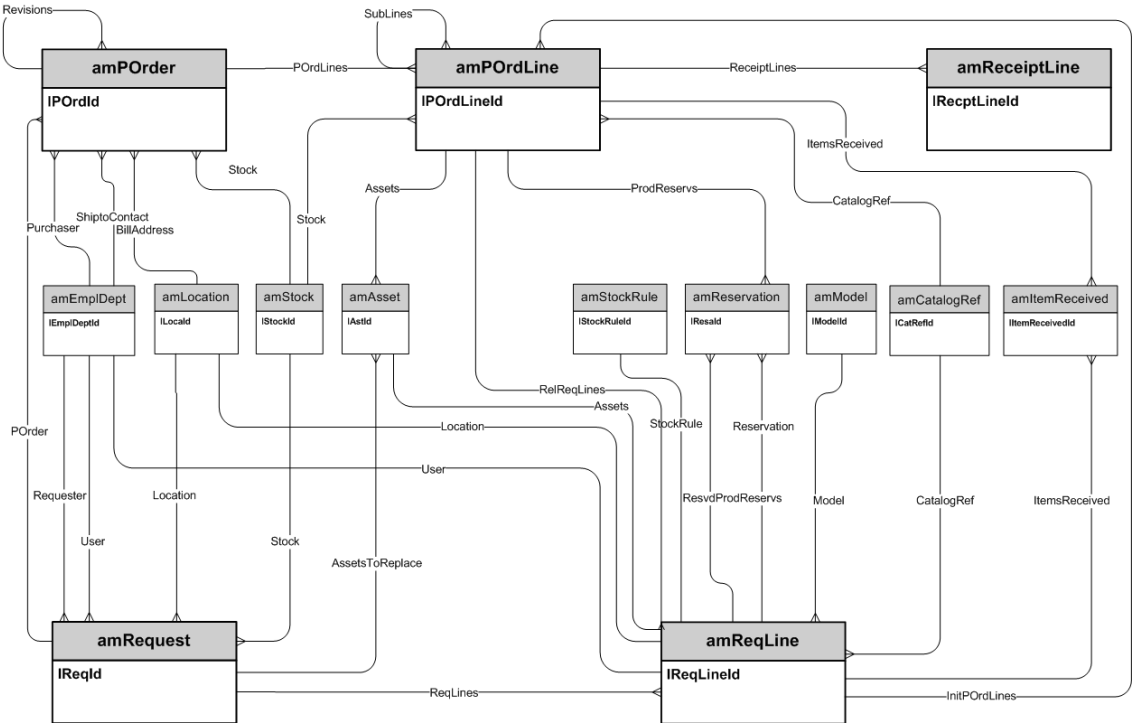 Revisions
SubLines
amPOrder
POrdLines
amPOrdLine
ReceiptLines
amReceiptLine
lPOrdId
lPOrdLineId
lRecptLineId
ItemsReceived
Stock
Assets
ProdReservs
CatalogRef
ShiptoContact
Stock
Purchaser
BillAddress
amEmplDept
amLocation
amStock
amAsset
amStockRule
amReservation
amModel
amCatalogRef
amItemReceived
lEmplDeptId
lLocaId
lStockId
lAstId
lStockRuleId
lResaId
lModelId
lCatRefId
lItemReceivedId
RelReqLines
Assets
POrder
Location
StockRule
Reservation
User
Requester
Location
ResvdProdReservs
Model
CatalogRef
ItemsReceived
User
Stock
AssetsToReplace
amRequest
amReqLine
lReqId
lReqLineId
ReqLines
InitPOrdLines